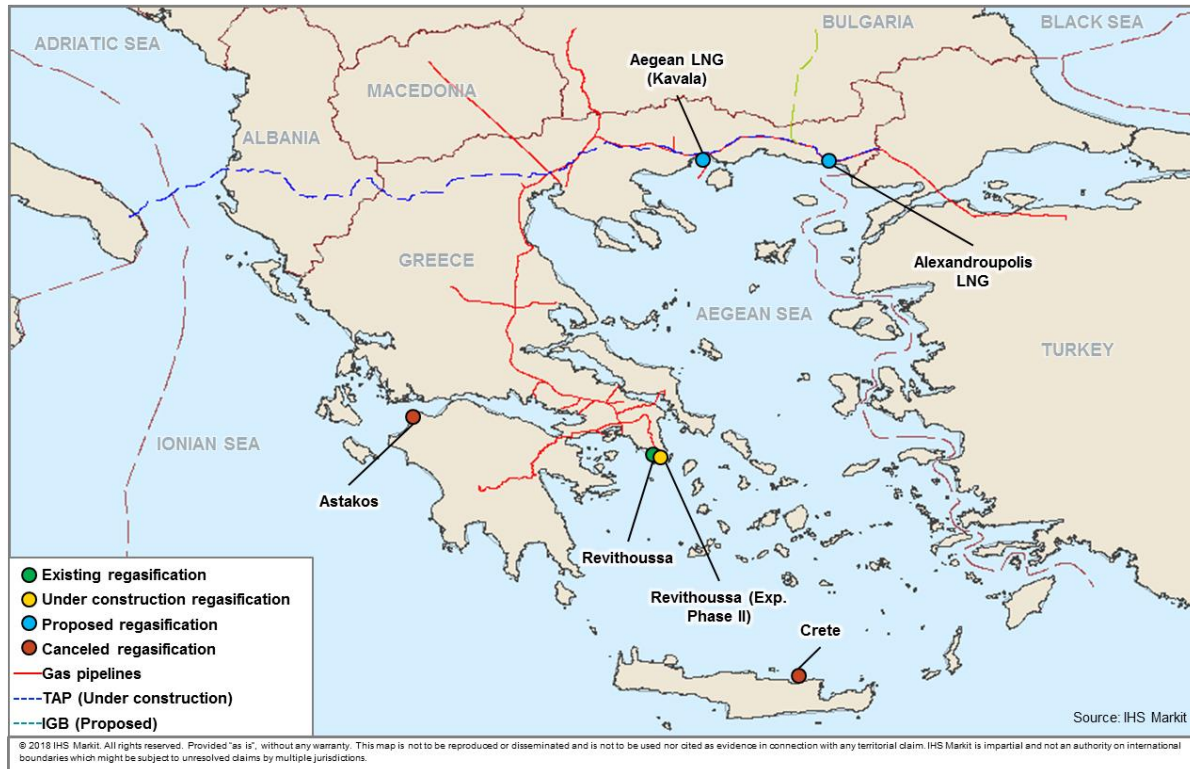 ADRIATIC SEA
BULGARIA
BLACK SEA
Aegean LNG
(Kavala)
MACEDONIA
ALBANIA
GREECE
Alexandroupolis
LNG
AEGEAN SEA
TURKEY
IONIAN SEA
Astakos
Revithoussa
Revithoussa (Exp.
Phase II)
Crete
Existing regasification
Under construction regasification
Proposed regasification
Canceled regasification
Gas pipelines
TAP (Under construction)
IGB (Proposed)
Source: IHS Markit
© 2018 IHS Markit. All rights reserved. Provided "as is", without any warranty. This map is not to be reproduced or disseminated and is not to be used nor cited as evidence in connection with any territorial claim. IHS Markit is impartial and not an authority on international
boundaries which might be subject to unresolved claims by multiple jurisdictions.